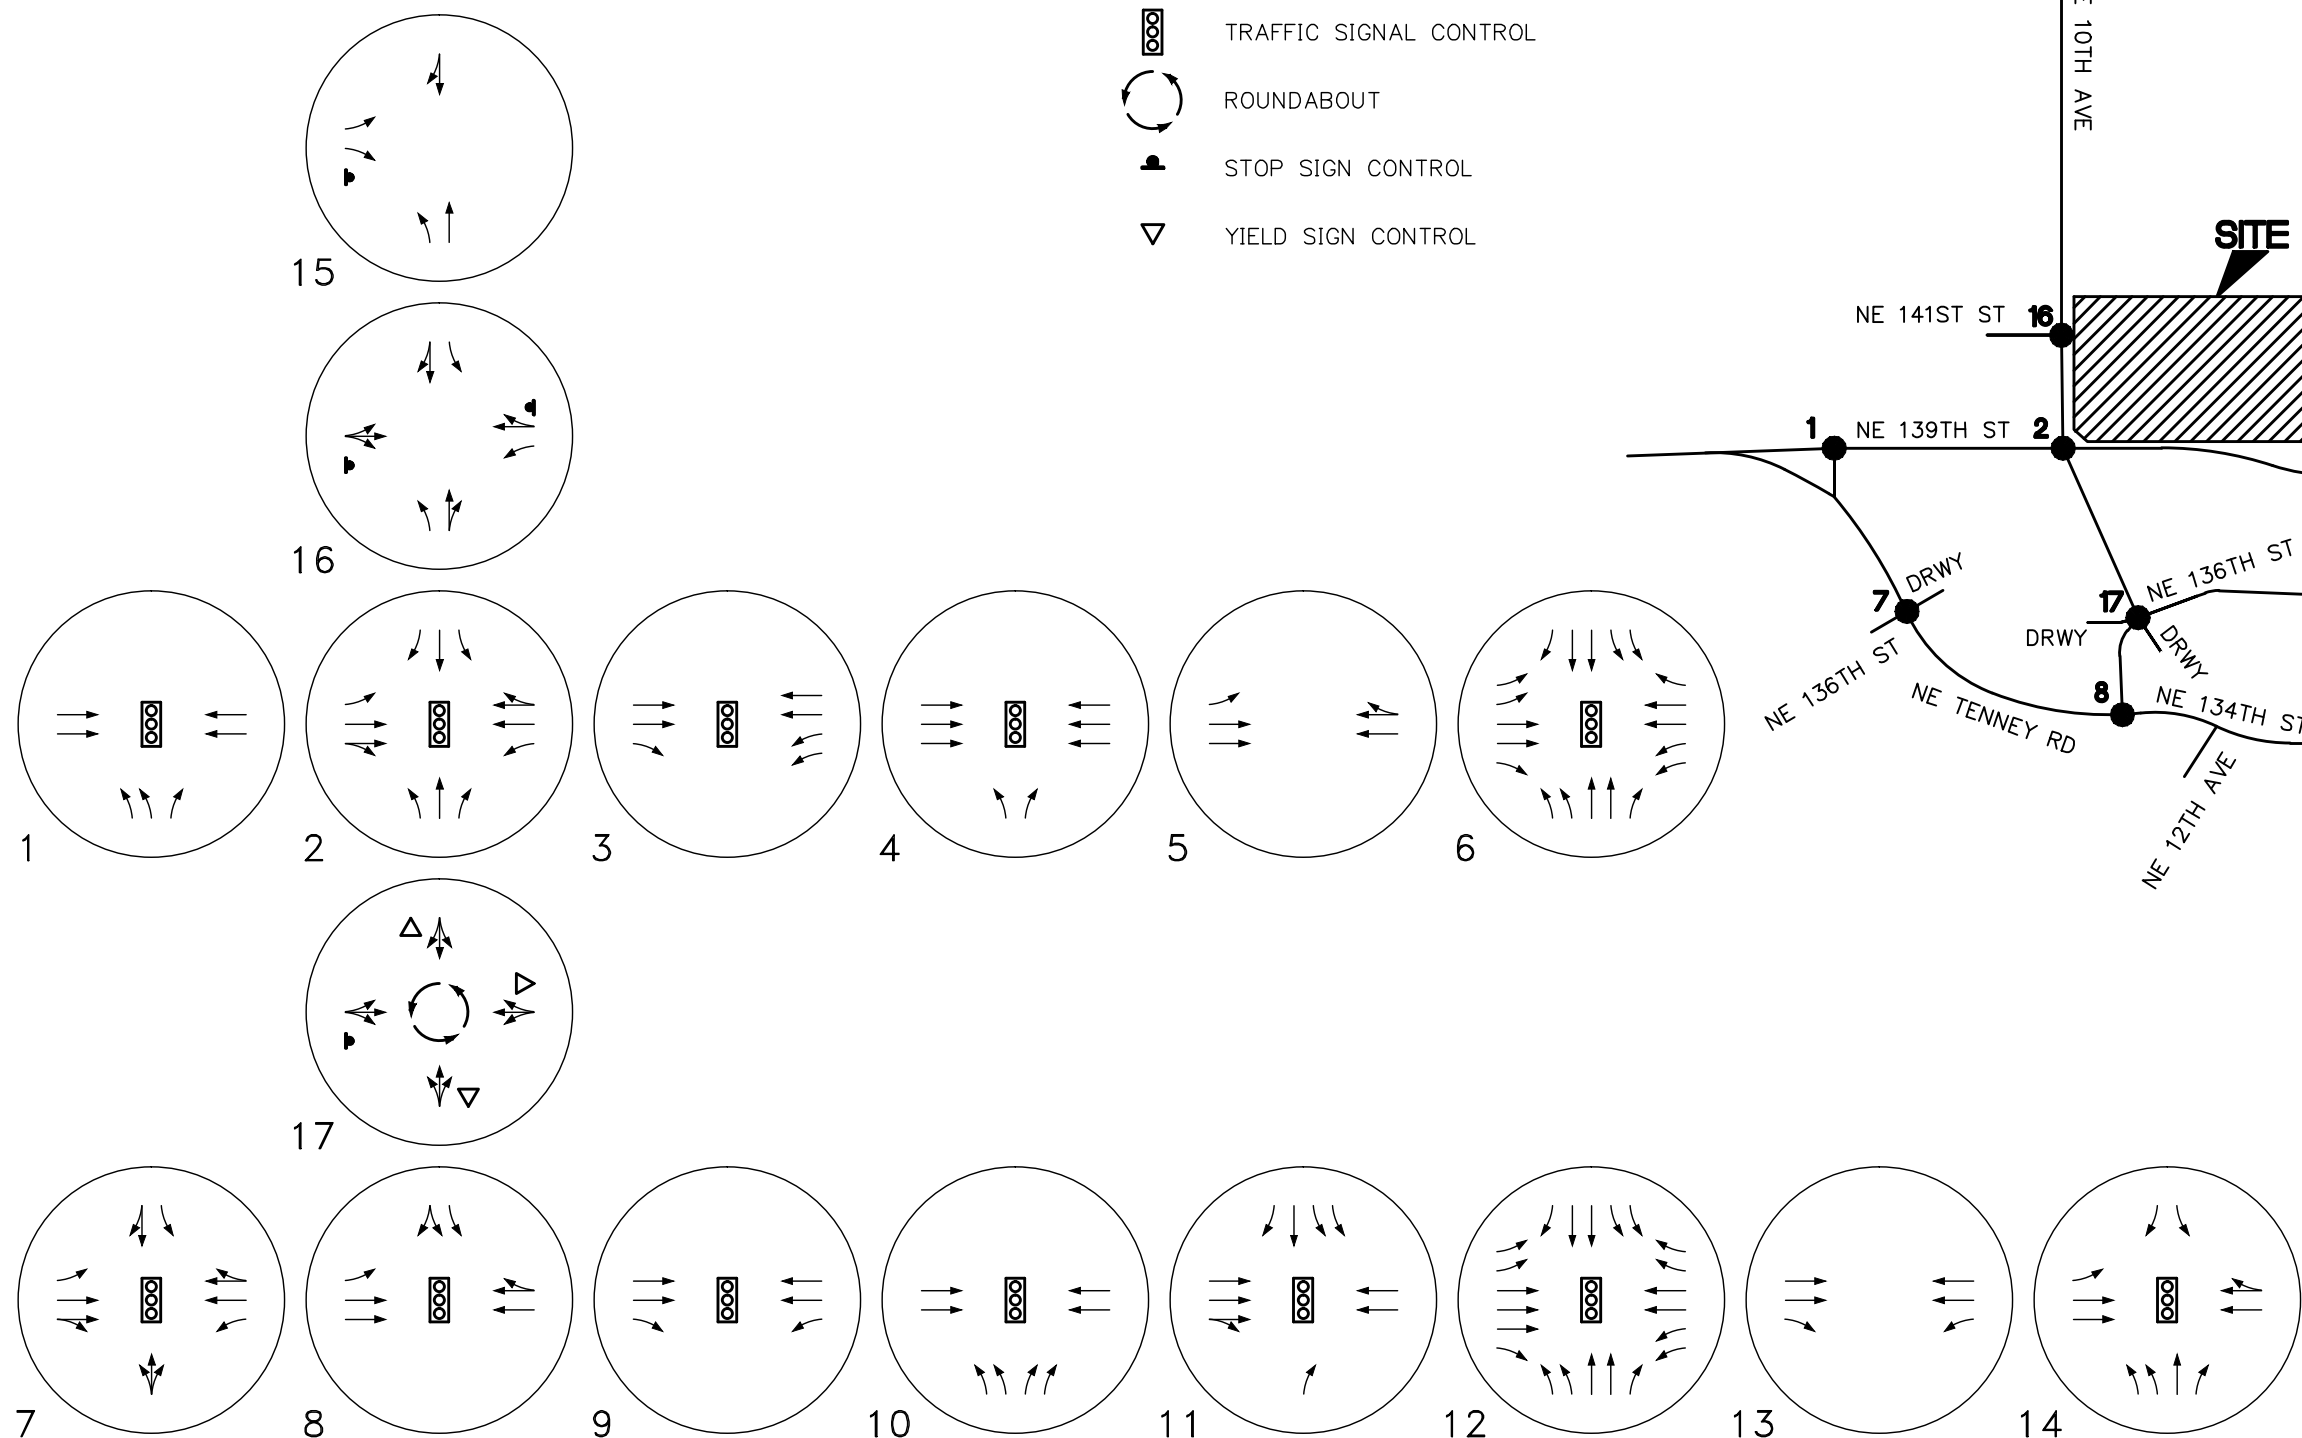 TRAFFIC SIGNAL CONTROL
ROUNDABOUT
STOP SIGN CONTROL
YIELD SIGN CONTROL
10TH AVE
SITE
NE 141ST ST
16
1
NE 139TH ST
2
DRWY
7
NE 136TH ST
17
NE 136TH ST
DRWY
DRWY
8
NE TENNEY RD
NE 134TH ST
NE 12TH AVE
15
16
1
2
3
4
5
6
17
7
8
9
10
11
12
13
14